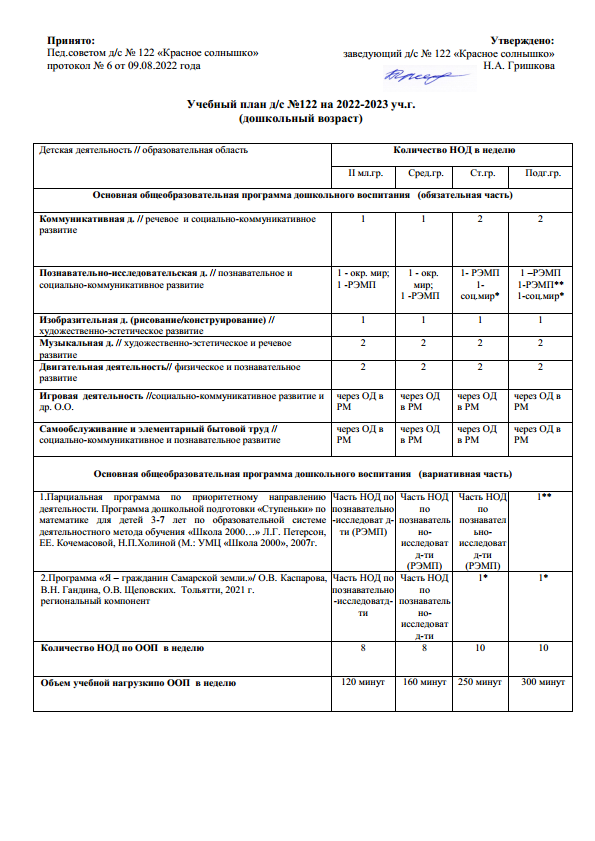 Принято:
Утверждено:
Пед.советом д/с № 122 «Красное солнышко»
заведующий д/с № 122 «Красное солнышко»
протокол № 6 от 09.08.2022 года
Н.А. Гришкова
Учебный план д/с №122 на 2022-2023 уч.г.
(дошкольный возраст)
Детская деятельность // образовательная область
Количество НОД в неделю
II мл.гр.
Сред.гр.
Ст.гр.
Подг.гр.
Основная общеобразовательная программа дошкольного воспитания (обязательная часть)
Коммуникативная д. // речевое и социально-коммуникативное
развитие
1
1
2
2
Познавательно-исследовательская д. // познавательное и
социально-коммуникативное развитие
1 - окр. мир;
1 -РЭМП
1 - окр.
мир;
1 -РЭМП
1- РЭМП
1-
соц.мир*
1 –РЭМП
1-РЭМП**
1-соц.мир*
Изобразительная д. (рисование/конструирование) //
художественно-эстетическое развитие
1
1
1
1
Музыкальная д. // художественно-эстетическое и речевое
развитие
2
2
2
2
Двигательная деятельность// физическое и познавательное
развитие
2
2
2
2
Игровая деятельность //социально-коммуникативное развитие и
др. О.О.
через ОД в
РМ
через ОД
в РМ
через ОД
в РМ
через ОД в
РМ
Самообслуживание и элементарный бытовой труд //
социально-коммуникативное и познавательное развитие
через ОД в
РМ
через ОД
в РМ
через ОД
в РМ
через ОД в
РМ
Основная общеобразовательная программа дошкольного воспитания (вариативная часть)
1.Парциальная программа по приоритетному направлению
деятельности. Программа дошкольной подготовки «Ступеньки» по
математике для детей 3-7 лет по образовательной системе
деятельностного метода обучения «Школа 2000…» Л.Г. Петерсон,
ЕЕ. Кочемасовой, Н.П.Холиной (М.: УМЦ «Школа 2000», 2007г.
Часть НОД по
познавательно
-исследоват д-
ти (РЭМП)
Часть НОД
по
познаватель
но-
исследоват
д-ти
(РЭМП)
Часть НОД
по
познавател
ьно-
исследоват
д-ти
(РЭМП)
1**
2.Программа «Я – гражданин Самарской земли.»/ О.В. Каспарова,
В.Н. Гандина, О.В. Щеповских. Тольятти, 2021 г.
региональный компонент
Часть НОД по
познавательно
-исследоватд-
ти
Часть НОД
по
познаватель
но-
исследоват
д-ти
1*
1*
Количество НОД по ООП в неделю
8
8
10
10
Объем учебной нагрузкипо ООП в неделю
120 минут
160 минут
250 минут
300 минут